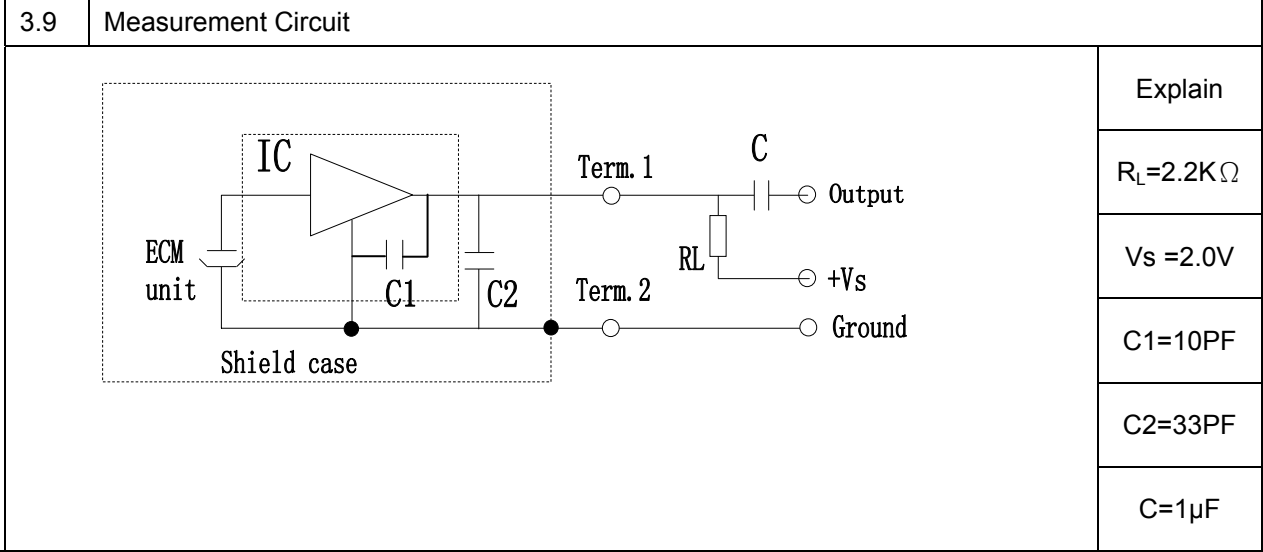 3.9 Measurement Circuit
Explain
R_L=2.2KΩ
Vs =2.0V
C1=10PF
C2=33PF
C=1µF
IC
Term.1
C
Output
ECM
unit
C1
C2
RL
+Vs
Term.2
Ground
Shield case